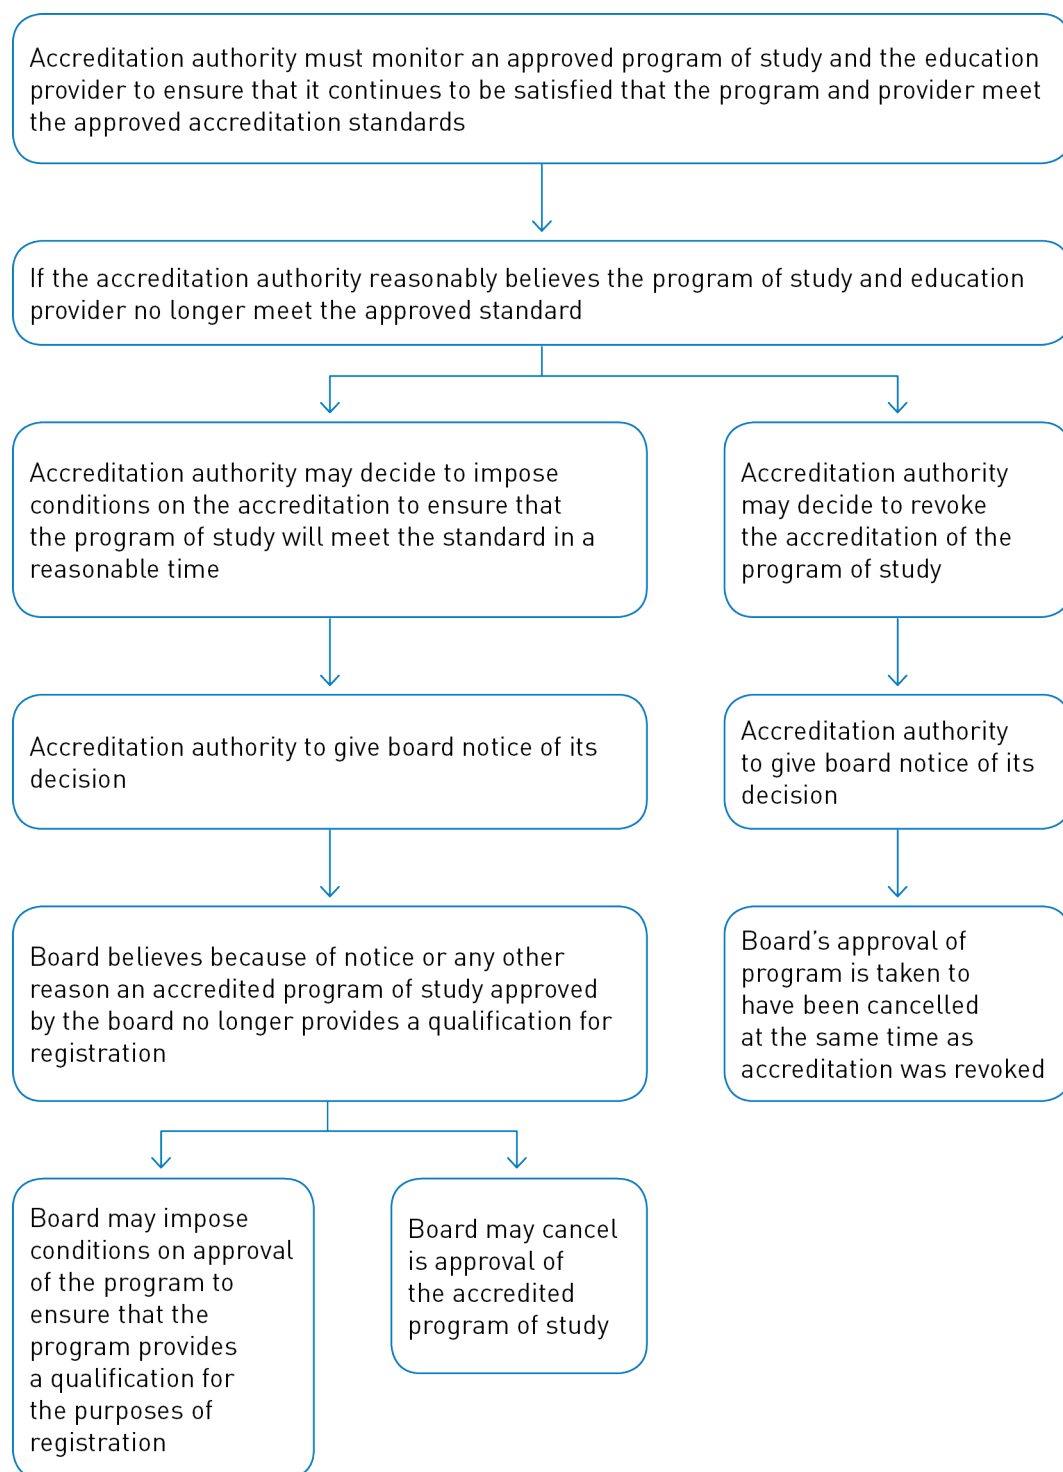 Accreditation authority must monitor an approved program of study and the education
provider to ensure that it continues to be satisfied that the program and provider meet
the approved accreditation standards
If the accreditation authority reasonably believes the program of study and education
provider no longer meet the approved standard
Accreditation authority may decide to impose
conditions on the accreditation to ensure that
the program of study will meet the standard in a
reasonable time
Accreditation authority
may decide to revoke
the accreditation of the
program of study
Accreditation authority to give board notice of its
decision
Accreditation authority
to give board notice of its
decision
Board believes because of notice or any other
reason an accredited program of study approved
by the board no longer provides a qualification for
registration
Board’s approval of
program is taken to
have been cancelled
at the same time as
accreditation was revoked
Board may impose
conditions on approval
of the program to
ensure that the
program provides
a qualification for
the purposes of
registration
Board may cancel
is approval of
the accredited
program of study